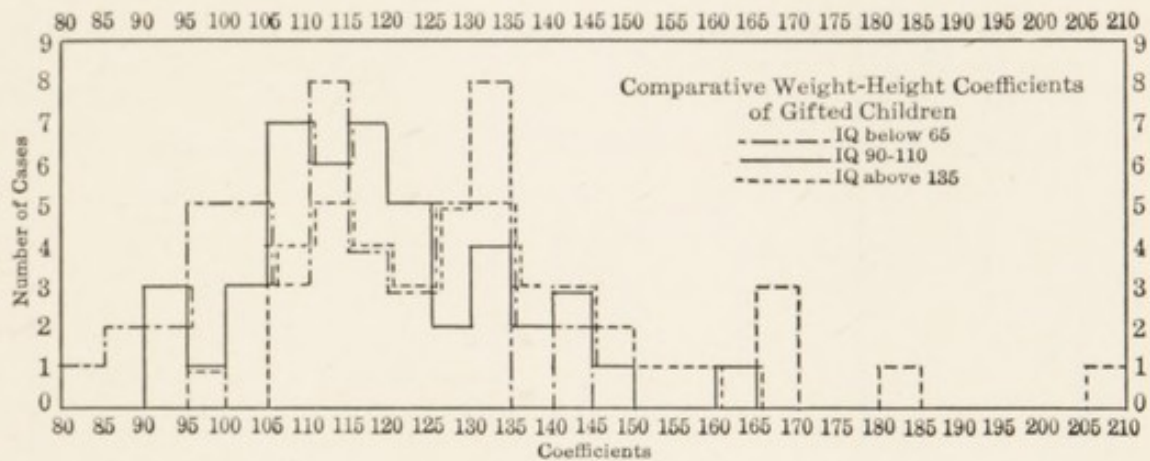 80 85 90 95 100 105 110 115 120 125 130 135 140 145 150 155 160 165 170 175 180 185 190 195 200 205 210
9 9
8 8
Comparative Weight-Height Coefficients
of Gifted Children
7 7
IQ below 65
IQ 90-110
6 6
IQ above 135
5 5
4 4
3 3
2 2
1 1
0 0
Number of Cases
80 85 90 95 100 105 110 115 120 125 130 135 140 145 150 155 160 165 170 175 180 185 190 195 200 205 210
Coefficients